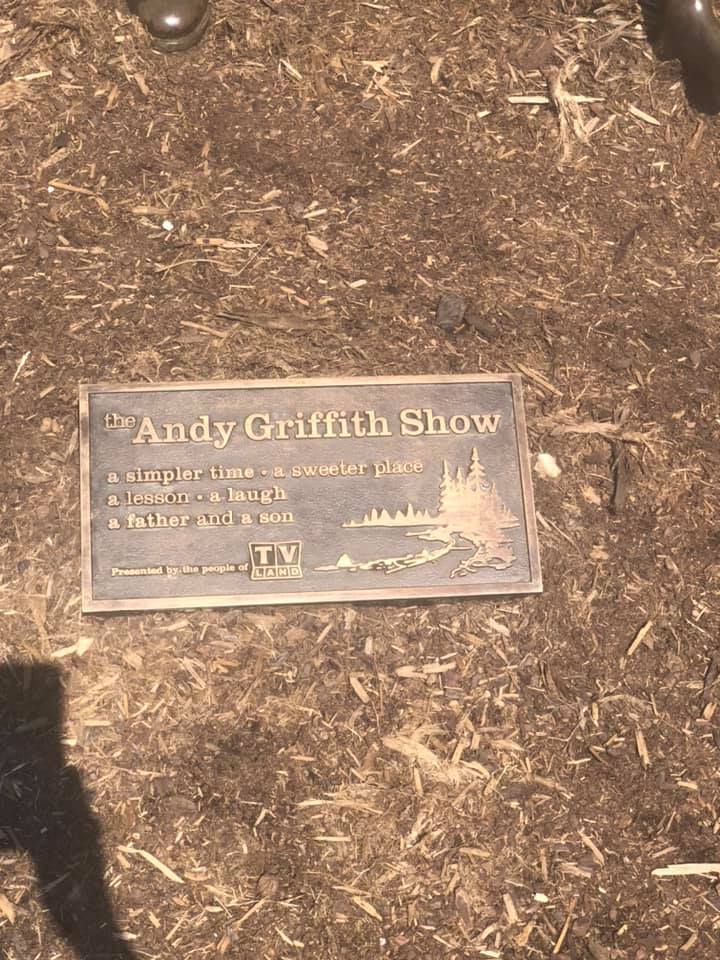 the Andy Griffith Show
a simpler time • a sweeter place
a lesson • a laugh
a father and a son
Presented by the people of TV LAND